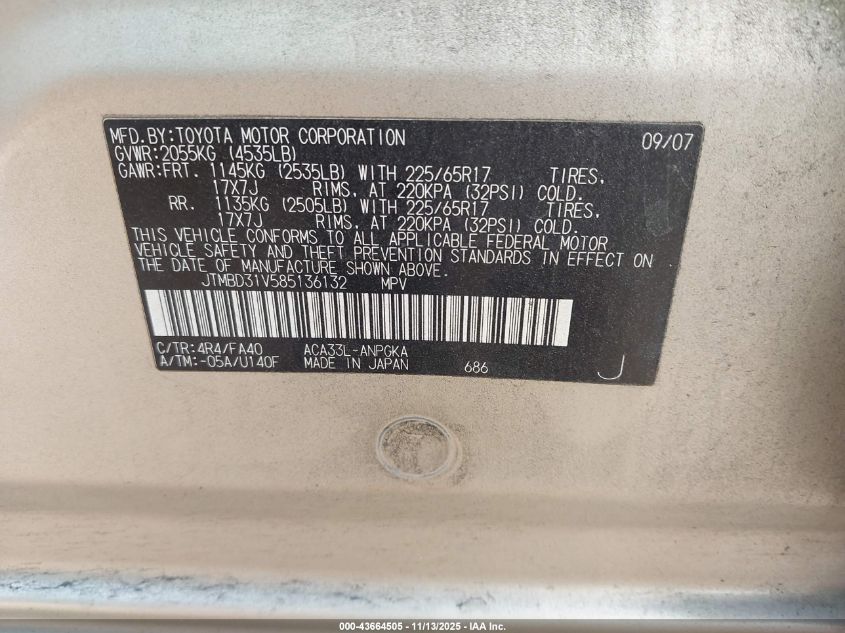 MFD.BY:TOYOTA MOTOR CORPORATION 09/07
GVWR:2055KG (4535LB)
GAWR:FRT. 1145KG (2535LB) WITH 225/65R17 TIRES,
17X7J RIMS, AT 220KPA (32PSI) COLD.
RR. 1135KG (2505LB) WITH 225/65R17 TIRES,
17X7J RIMS, AT 220KPA (32PSI) COLD.
THIS VEHICLE CONFORMS TO ALL APPLICABLE FEDERAL MOTOR
VEHICLE SAFETY AND THEFT PREVENTION STANDARDS IN EFFECT ON
THE DATE OF MANUFACTURE SHOWN ABOVE.
JTMBD31V585136132 MPV
C/TR:4R4/FA40 ACA33L-ANPGKA
A/TM:-05A/U140F MADE IN JAPAN 686 J
000-43664505 - 11/13/2025 - IAA Inc.